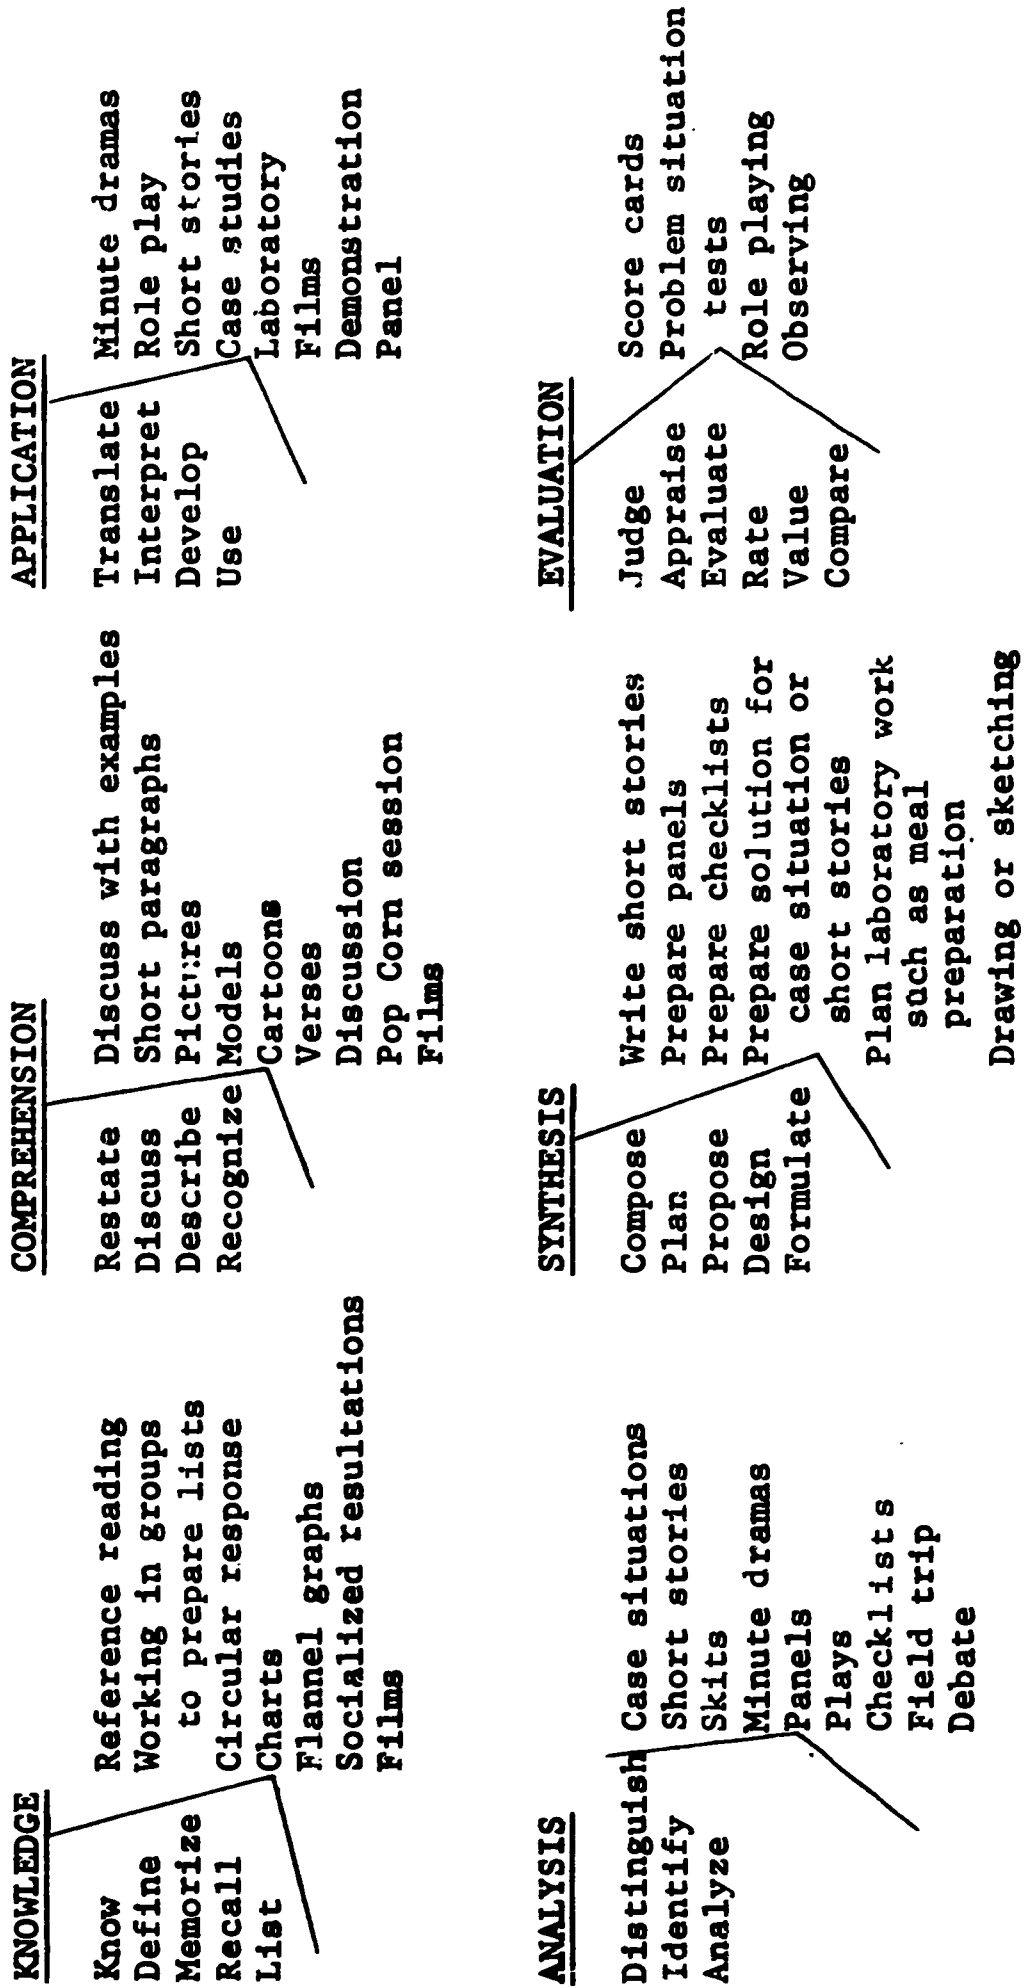 KNOWLEDGE
Know
Define
Memorize
Recall
List
Reference reading
Working in groups
to prepare lists
Circular response
Charts
Flannel graphs
Socialized resultations
Films
COMPREHENSION
Restate
Discuss
Describe
Recognize
Discuss with examples
Short paragraphs
Pictures
Models
Cartoons
Verses
Discussion
Pop Corn session
Films
APPLICATION
Translate
Interpret
Develop
Use
Minute dramas
Role play
Short stories
Case studies
Laboratory
Films
Demonstration
Panel
ANALYSIS
Distinguish
Identify
Analyze
Case situations
Short stories
Skits
Minute dramas
Panels
Plays
Checklists
Field trip
Debate
SYNTHESIS
Compose
Plan
Propose
Design
Formulate
Write short stories
Prepare panels
Prepare checklists
Prepare solution for
case situation or
short stories
Plan laboratory work
such as meal
preparation
Drawing or sketching
EVALUATION
Judge
Appraise
Evaluate
Rate
Value
Compare
Score cards
Problem situation
tests
Role playing
Observing